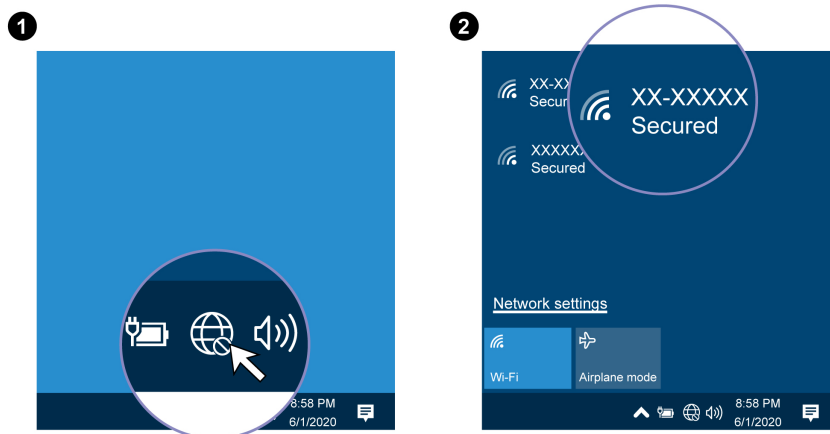 1
8:58 PM
6/1/2020
2
XX-XX
Secur
XX-XXXXX
Secured
XXXXX
Secured
Network settings
Wi-Fi
Airplane mode
8:58 PM
6/1/2020